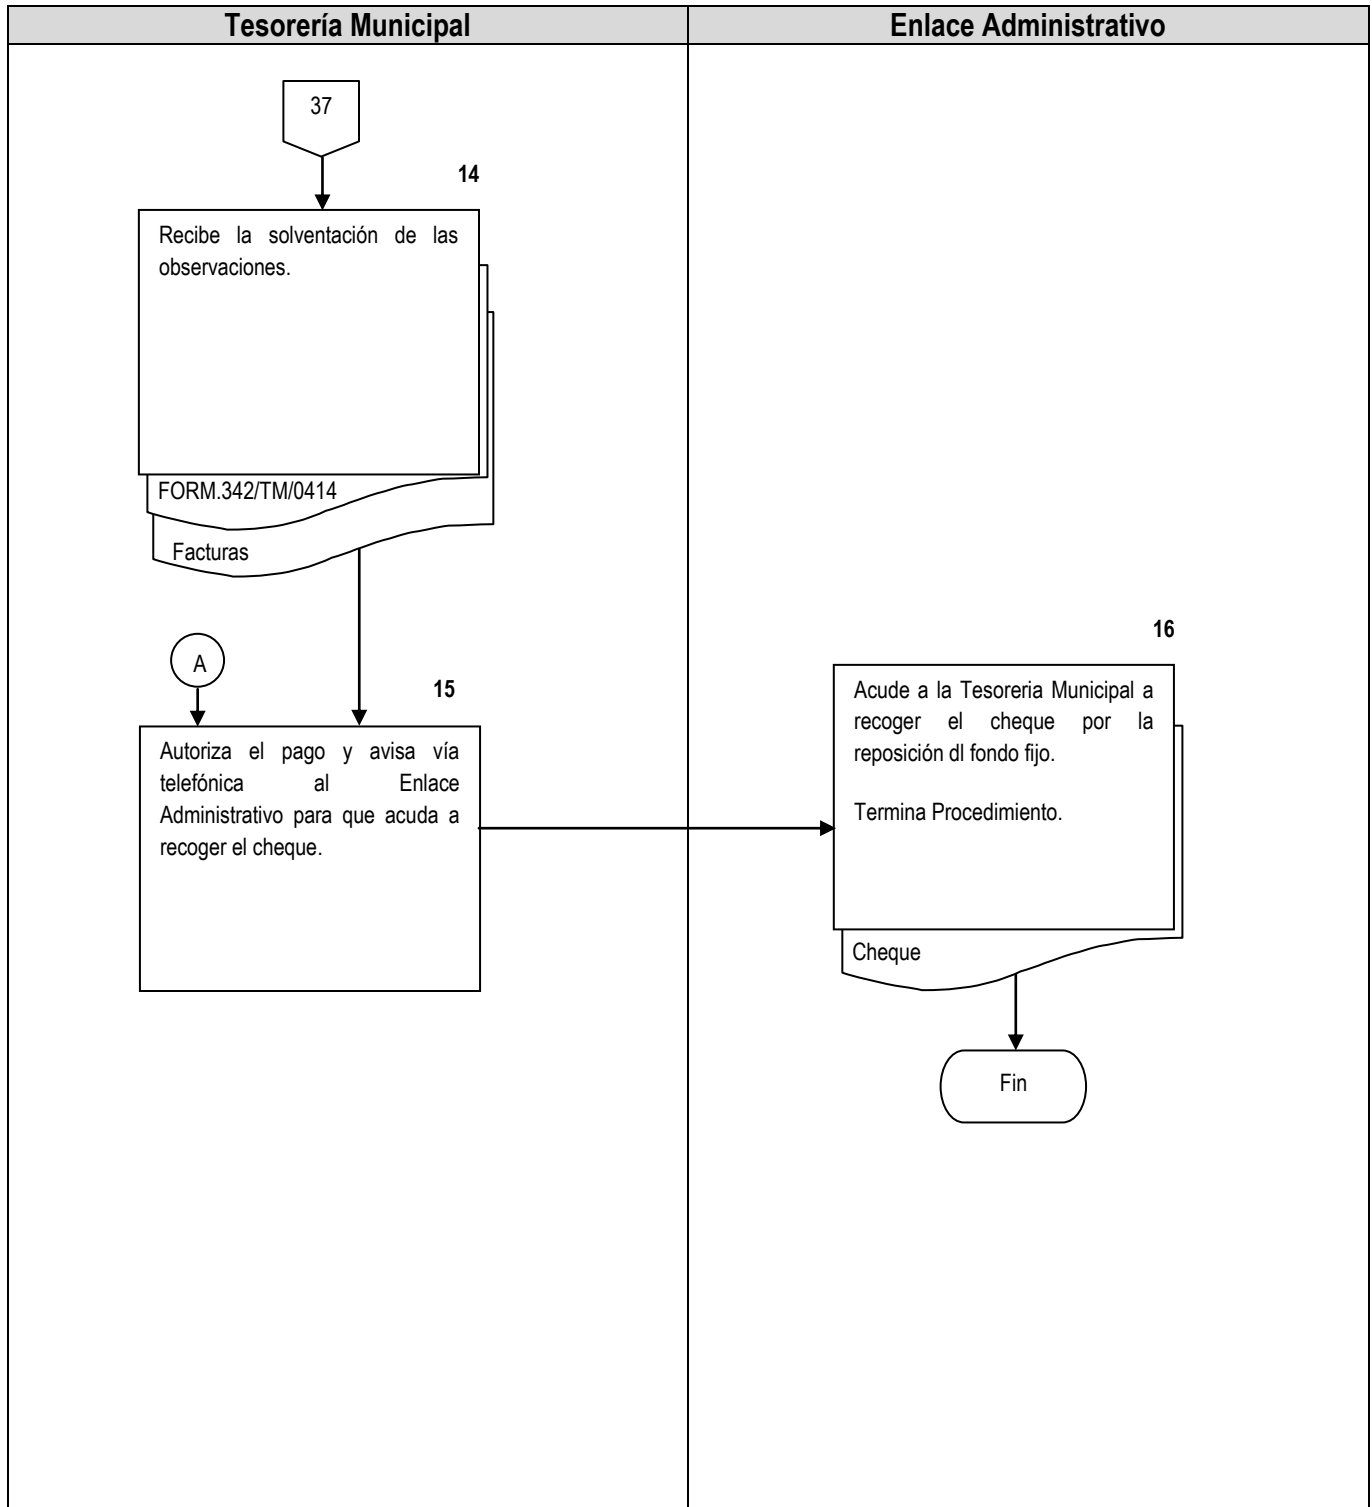 Tesorería Municipal
Enlace Administrativo
37
14
Recibe la solventación de las
observaciones.
FORM.342/TM/0414
Facturas
A
15
Autoriza el pago y avisa vía
telefónica al Enlace
Administrativo para que acuda a
recoger el cheque.
16
Acude a la Tesoreria Municipal a
recoger el cheque por la
reposición dl fondo fijo.
Termina Procedimiento.
Cheque
Fin